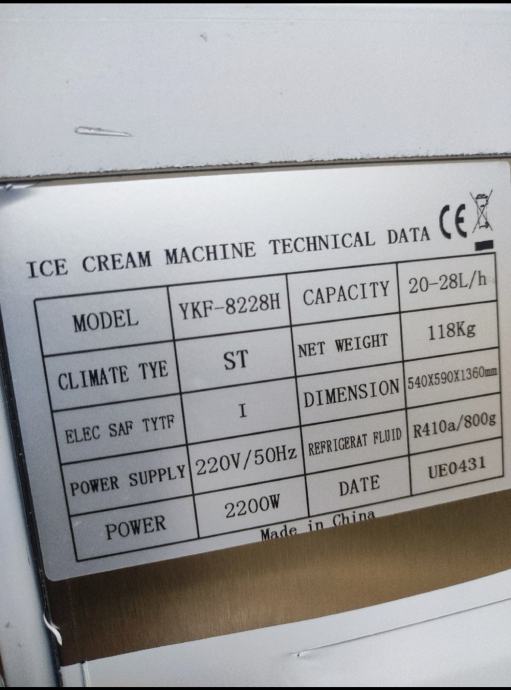 ICE CREAM MACHINE TECHNICAL DATA CE
MODEL YKF-8228H CAPACITY 20-28L/h
CLIMATE TYE ST NET WEIGHT 118Kg
ELEC SAF TYTF I DIMENSION 540X590X1360mm
POWER SUPPLY 220V/50Hz REFRIGERAT FLUID R410a/800g
POWER 2200W DATE UE0431
Made in China